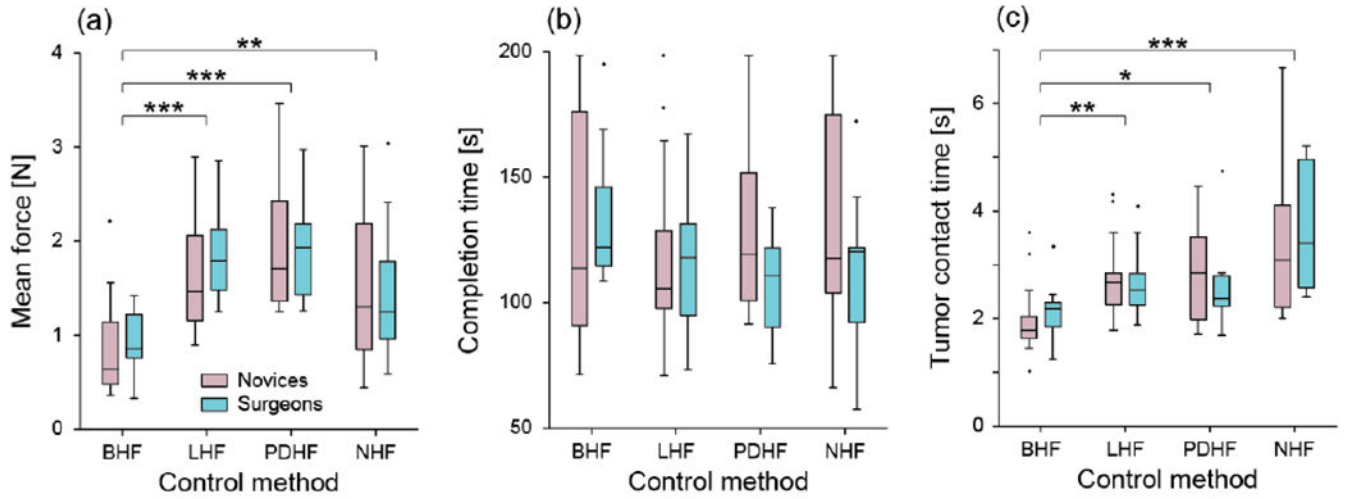 (a)
Mean force [N]
4
3
2
1
0
**
***
***
Novices
Surgeons
BHF LHF PDHF NHF
Control method
(b)
Completion time [s]
200
150
100
50
BHF LHF PDHF NHF
Control method
(c)
Tumor contact time [s]
6
4
2
0
***
*
**
BHF LHF PDHF NHF
Control method